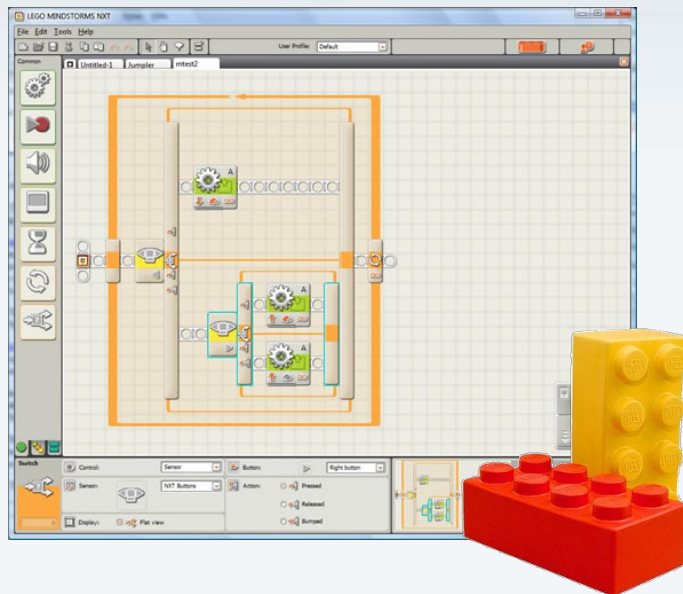 LEGO MINDSTORMS NXT
File Edit Tools Help
User Profile: Default
Common
Untitled-1 Jumpler mtest2
A
A
A
Switch
Control: Sensor
Button: Right button
Sensor: NXT Buttons
Action: Pressed
Released
Display: Flat view
Bumped